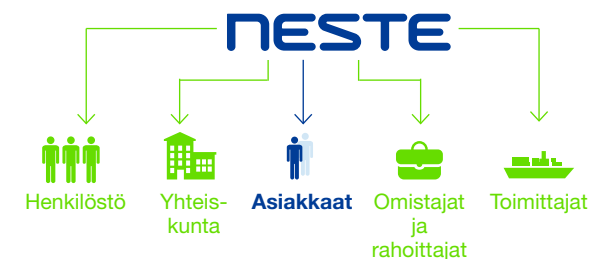 NESTE
Henkilöstö
Yhteis-
kunta
Asiakkaat
Omistajat
ja
rahoittajat
Toimittajat